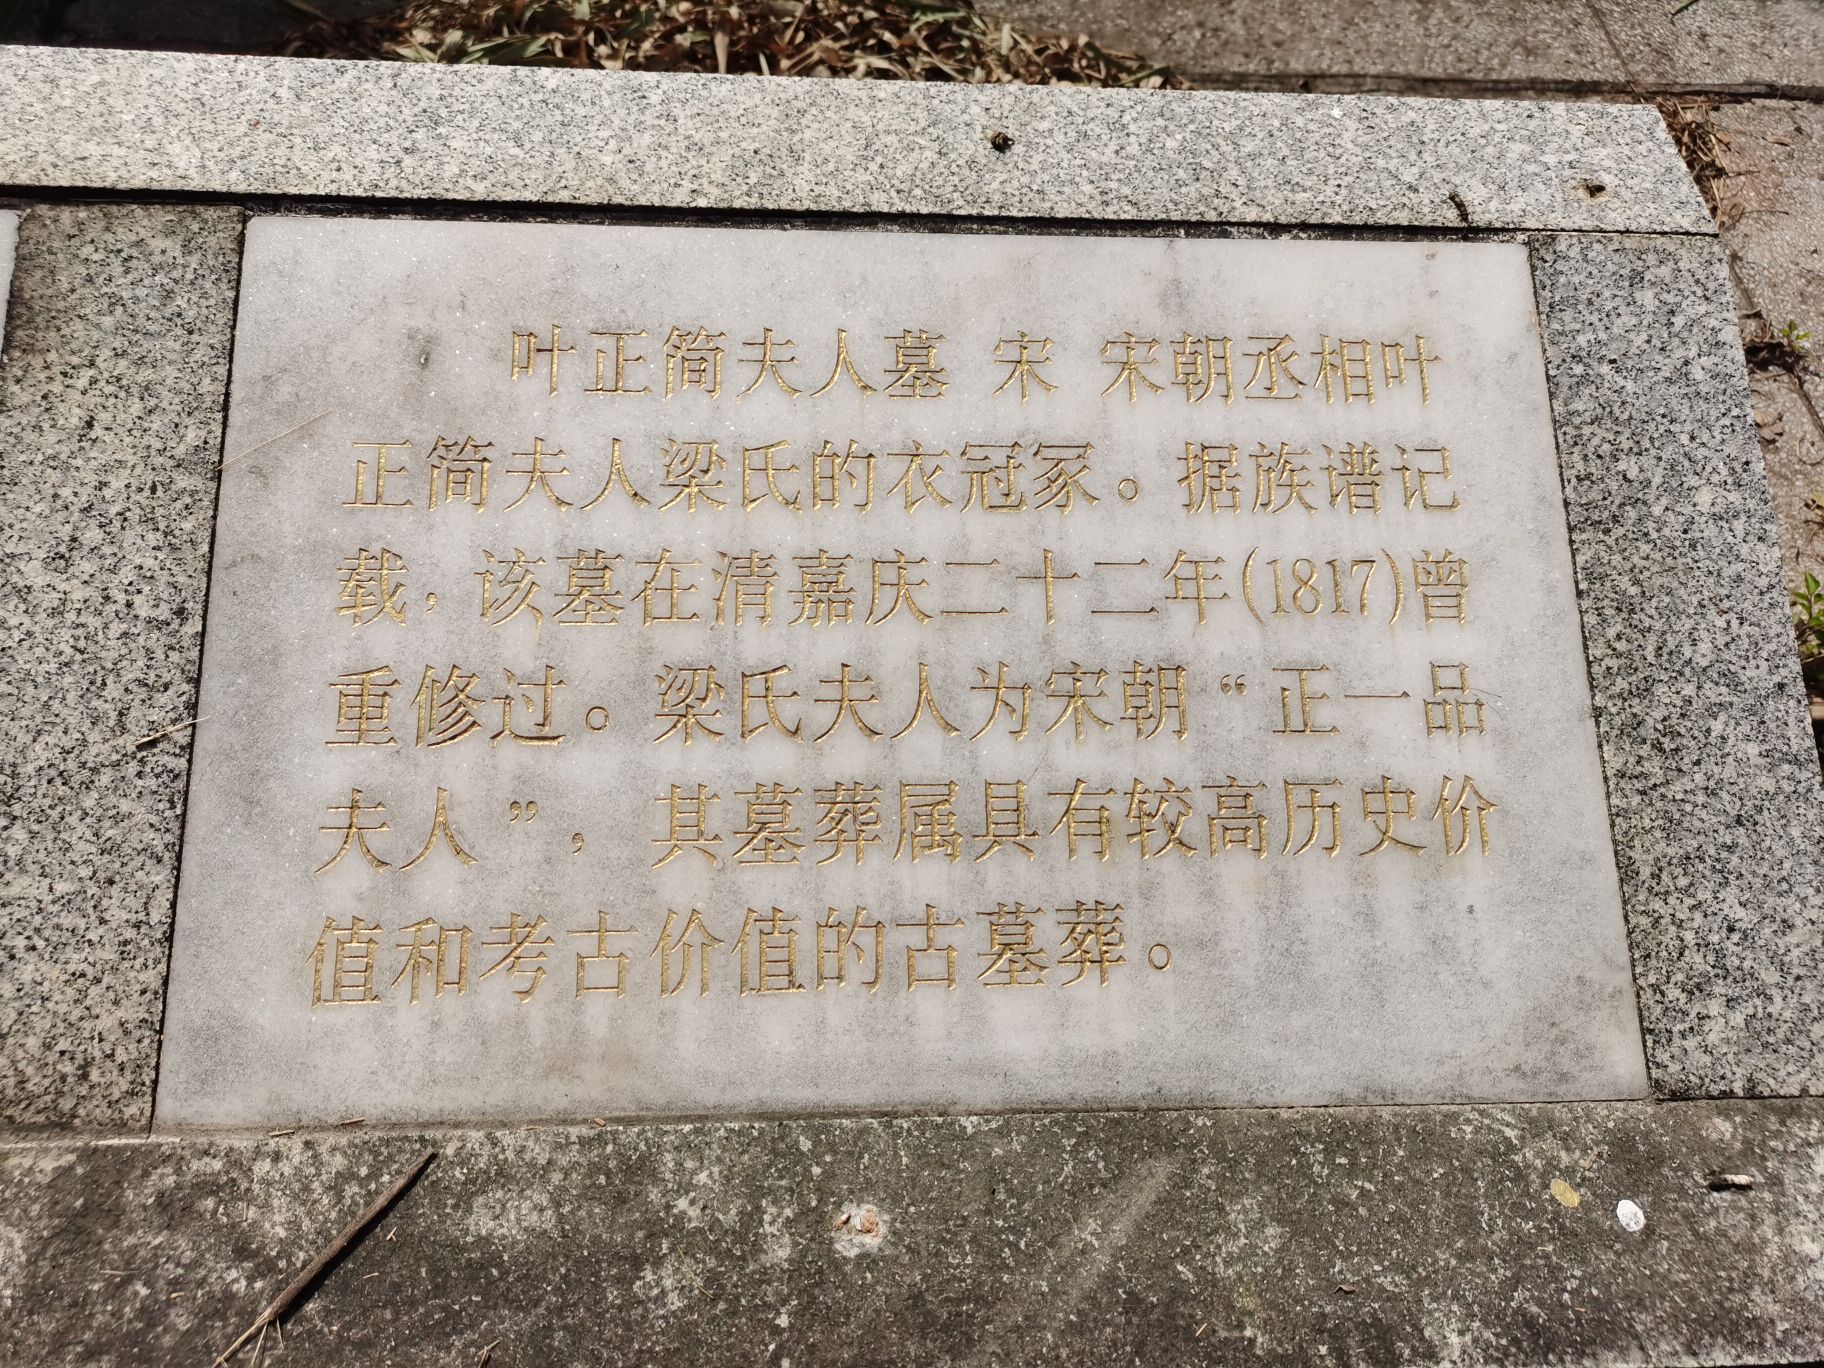 叶正简夫人墓 宋 宋朝丞相叶
正简夫人梁氏的衣冠冢。据族谱记
载，该墓在清嘉庆二十二年(1817)曾
重修过。梁氏夫人为宋朝“正一品
夫人”，其墓葬属具有较高历史价
值和考古价值的古墓葬。